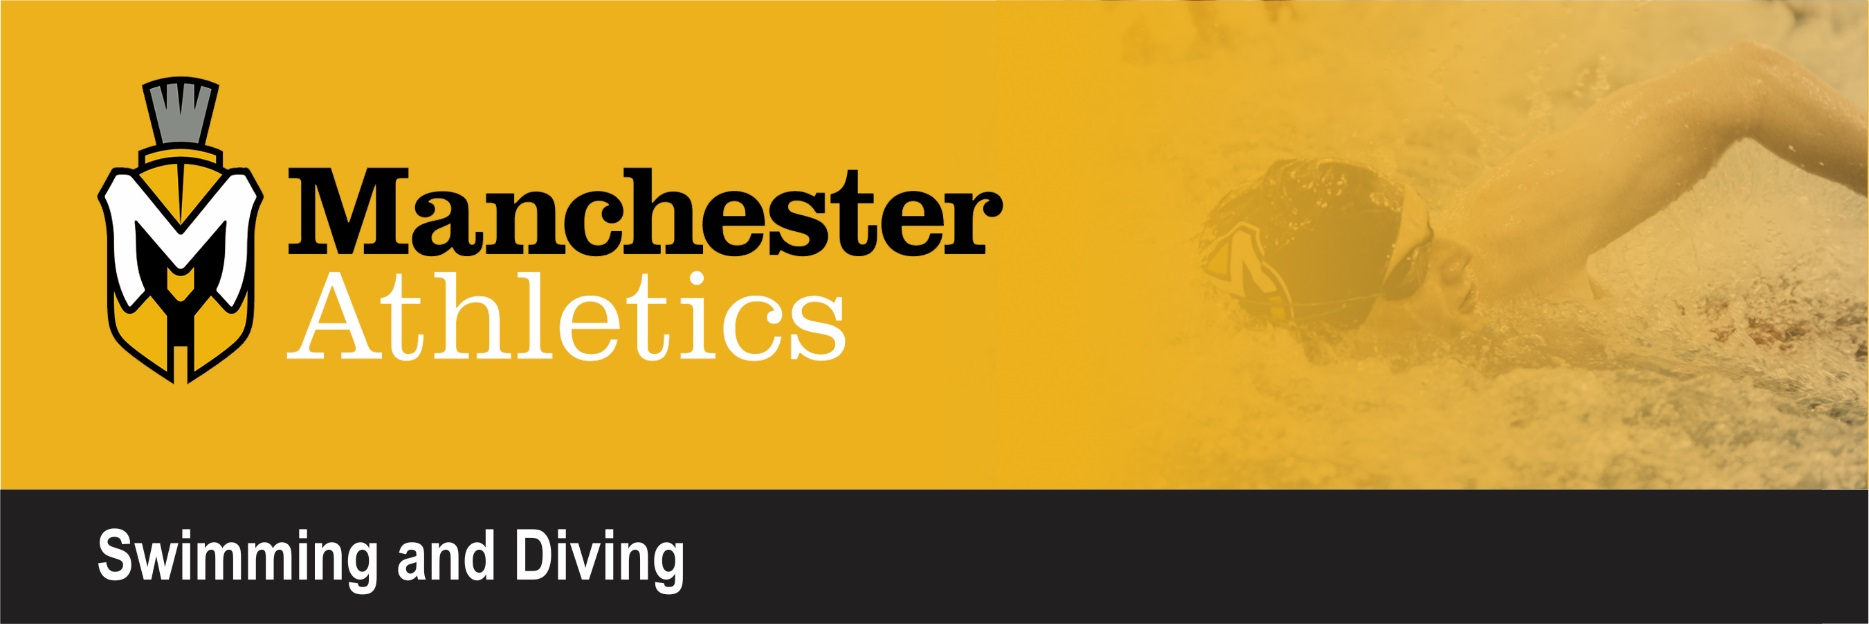 M
Manchester
Athletics
Swimming and Diving